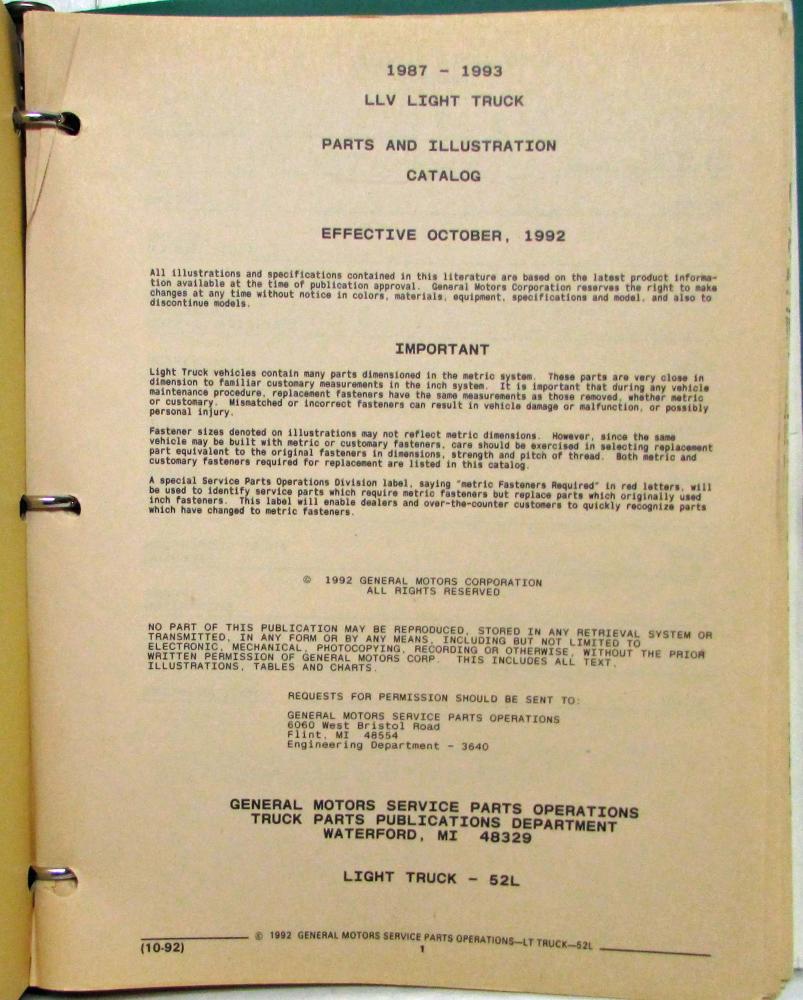 1987 - 1993
LLV LIGHT TRUCK
PARTS AND ILLUSTRATION
CATALOG
EFFECTIVE OCTOBER, 1992
All illustrations and specifications contained in this literature are based on the latest product informa-
tion available at the time of publication approval. General Motors Corporation reserves the right to make
changes at any time without notice in colors, materials, equipment, specifications and model, and also to
discontinue models.
IMPORTANT
Light Truck vehicles contain many parts dimensioned in the metric system. These parts are very close in
dimension to familiar customary measurements in the inch system. It is important that during any vehicle
maintenance procedure, replacement fasteners have the same measurements as those removed, whether metric
or customary. Mismatched or incorrect fasteners can result in vehicle damage or malfunction, or possibly
personal injury.
Fastener sizes denoted on illustrations may not reflect metric dimensions. However, since the same
vehicle may be built with metric or customary fasteners, care should be exercised in selecting replacement
part equivalent to the original fasteners in dimensions, strength and pitch of thread. Both metric and
customary fasteners required for replacement are listed in this catalog.
A special Service Parts Operations Division label, saying "metric Fasteners Required" in red letters, will
be used to identify service parts which require metric fasteners but replace parts which originally used
inch fasteners. This label will enable dealers and over-the-counter customers to quickly recognize parts
which have changed to metric fasteners.
© 1992 GENERAL MOTORS CORPORATION
ALL RIGHTS RESERVED
NO PART OF THIS PUBLICATION MAY BE REPRODUCED, STORED IN ANY RETRIEVAL SYSTEM OR
TRANSMITTED, IN ANY FORM OR BY ANY MEANS, INCLUDING BUT NOT LIMITED TO
ELECTRONIC, MECHANICAL, PHOTOCOPYING, RECORDING OR OTHERWISE, WITHOUT THE PRIOR
WRITTEN PERMISSION OF GENERAL MOTORS CORP. THIS INCLUDES ALL TEXT,
ILLUSTRATIONS, TABLES AND CHARTS.
REQUESTS FOR PERMISSION SHOULD BE SENT TO:
GENERAL MOTORS SERVICE PARTS OPERATIONS
6060 West Bristol Road
Flint, MI 48554
Engineering Department - 3640
GENERAL MOTORS SERVICE PARTS OPERATIONS
TRUCK PARTS PUBLICATIONS DEPARTMENT
WATERFORD, MI 48329
LIGHT TRUCK - 52L
© 1992 GENERAL MOTORS SERVICE PARTS OPERATIONS—LT TRUCK—52L
(10-92) 1